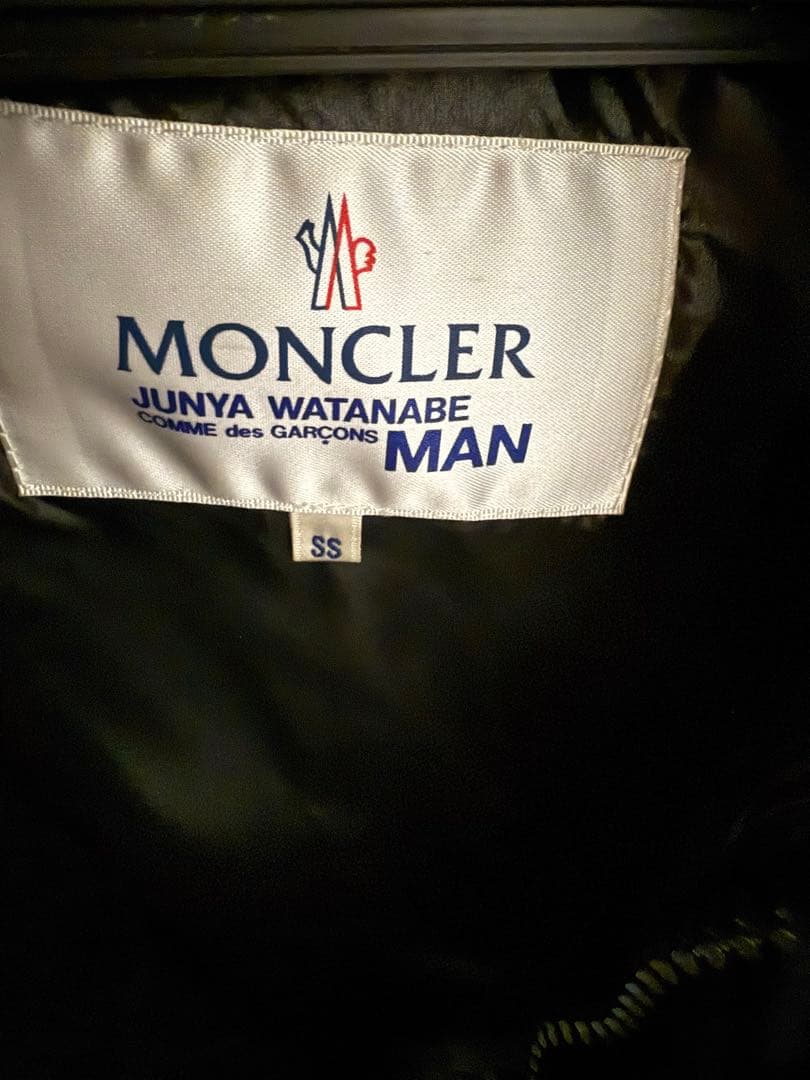 MONCLER
JUNYA WATANABE
COMME des GARÇONS MAN
SS